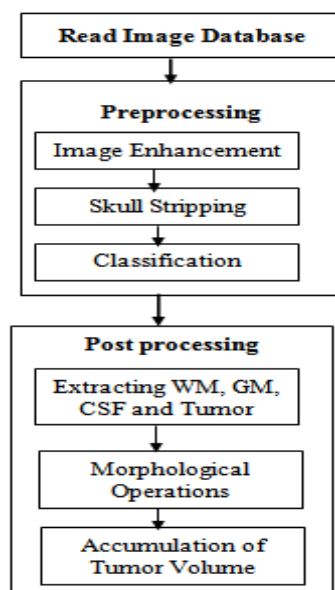 Read Image Database
Preprocessing
Image Enhancement
Skull Stripping
Classification
Post processing
Extracting WM, GM,
CSF and Tumor
Morphological
Operations
Accumulation of
Tumor Volume